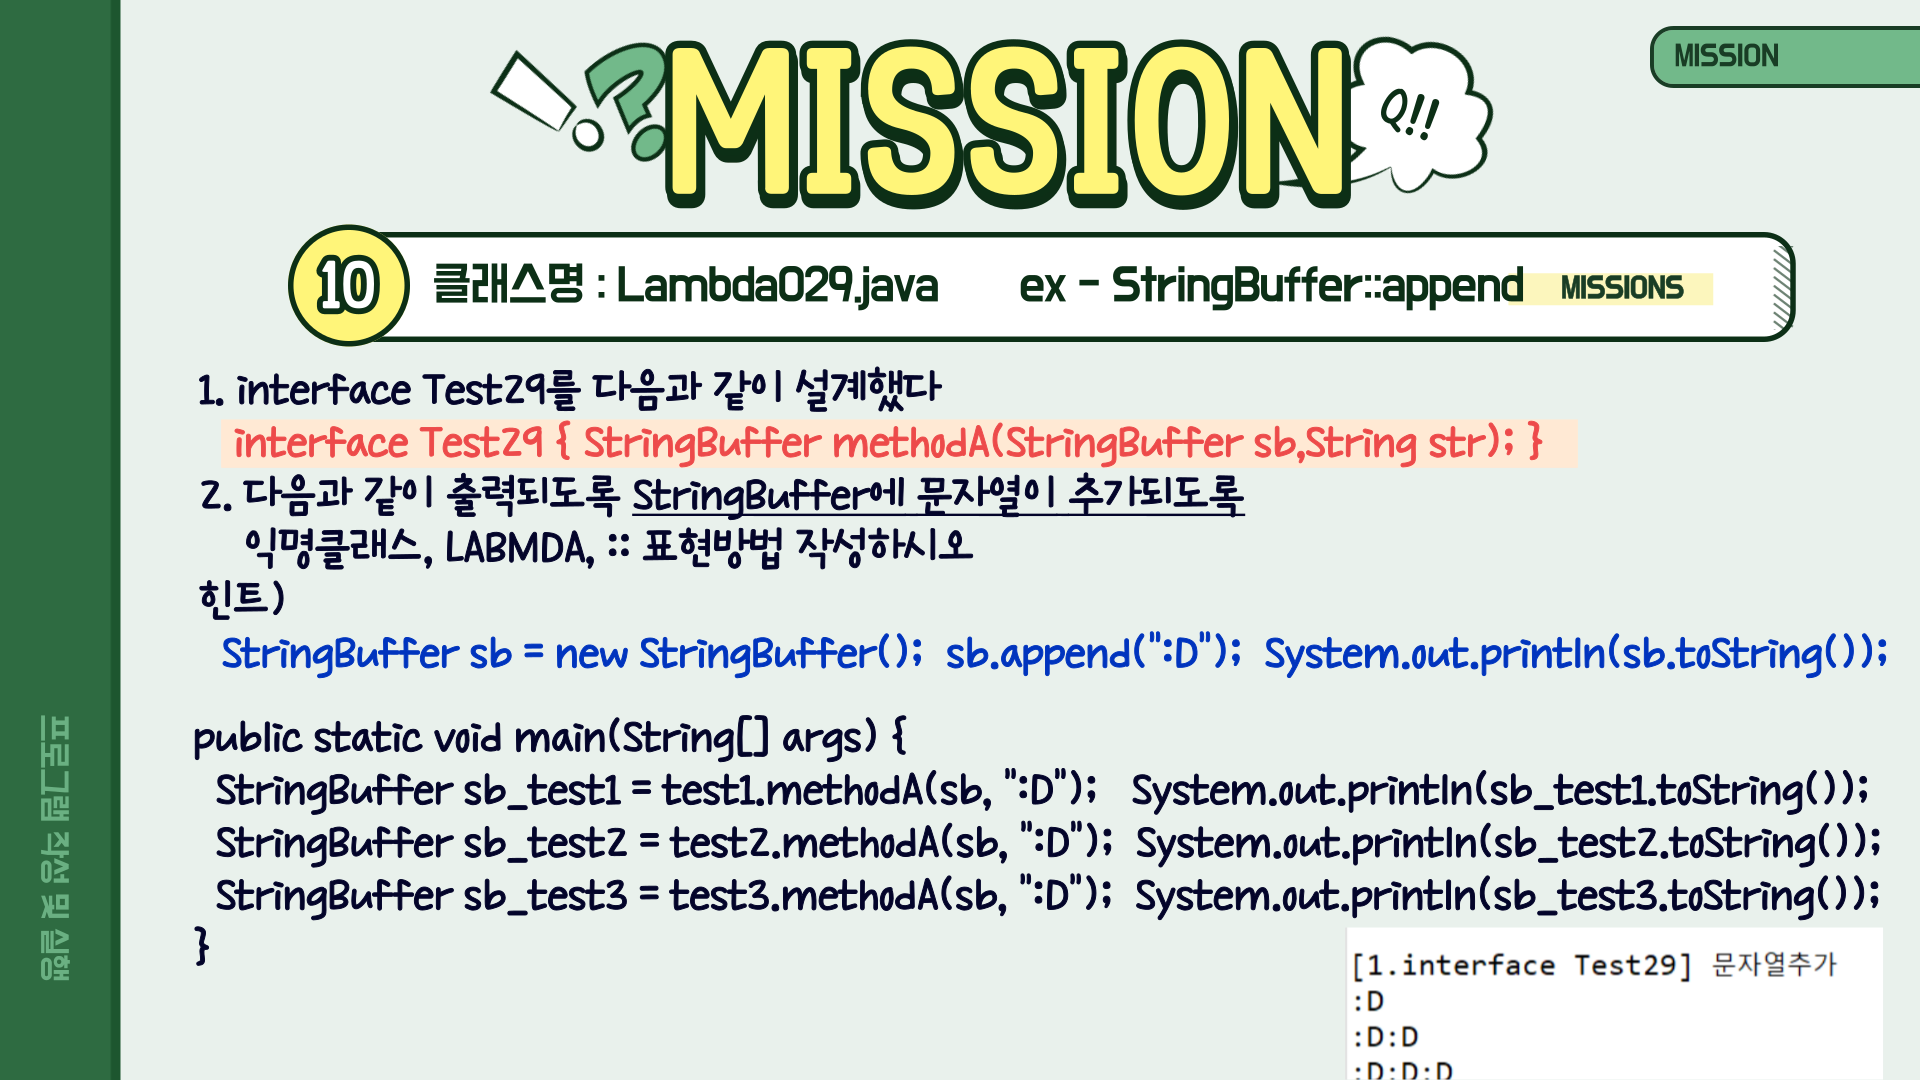 MISSION
!?
MISSION
Q!!
10
클래스명 : Lambda029.java ex - StringBuffer::append MISSIONS
1. interface Test29를 다음과 같이 설계했다
interface Test29 { StringBuffer methodA(StringBuffer sb,String str); }
2. 다음과 같이 출력되도록 StringBuffer에 문자열이 추가되도록
익명클래스, LABMDA, :: 표현방법 작성하시오
힌트)
StringBuffer sb = new StringBuffer(); sb.append(":D"); System.out.println(sb.toString());
public static void main(String[] args) {
StringBuffer sb_test1 = test1.methodA(sb, ":D"); System.out.println(sb_test1.toString());
StringBuffer sb_test2 = test2.methodA(sb, ":D"); System.out.println(sb_test2.toString());
StringBuffer sb_test3 = test3.methodA(sb, ":D"); System.out.println(sb_test3.toString());
}
[1.interface Test29] 문자열추가
:D
:D:D
:D:D:D
프로그램 작성 및 실행